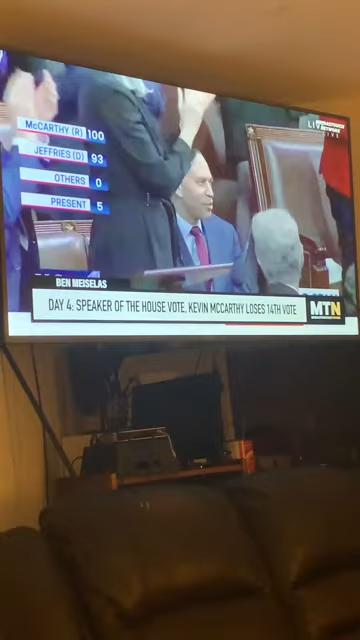 LIVE
McCARTHY (R) 100
JEFFRIES (D) 93
OTHERS 0
PRESENT 5
BEN MEISELAS
DAY 4: SPEAKER OF THE HOUSE VOTE, KEVIN MCCARTHY LOSES 14TH VOTE
MTN